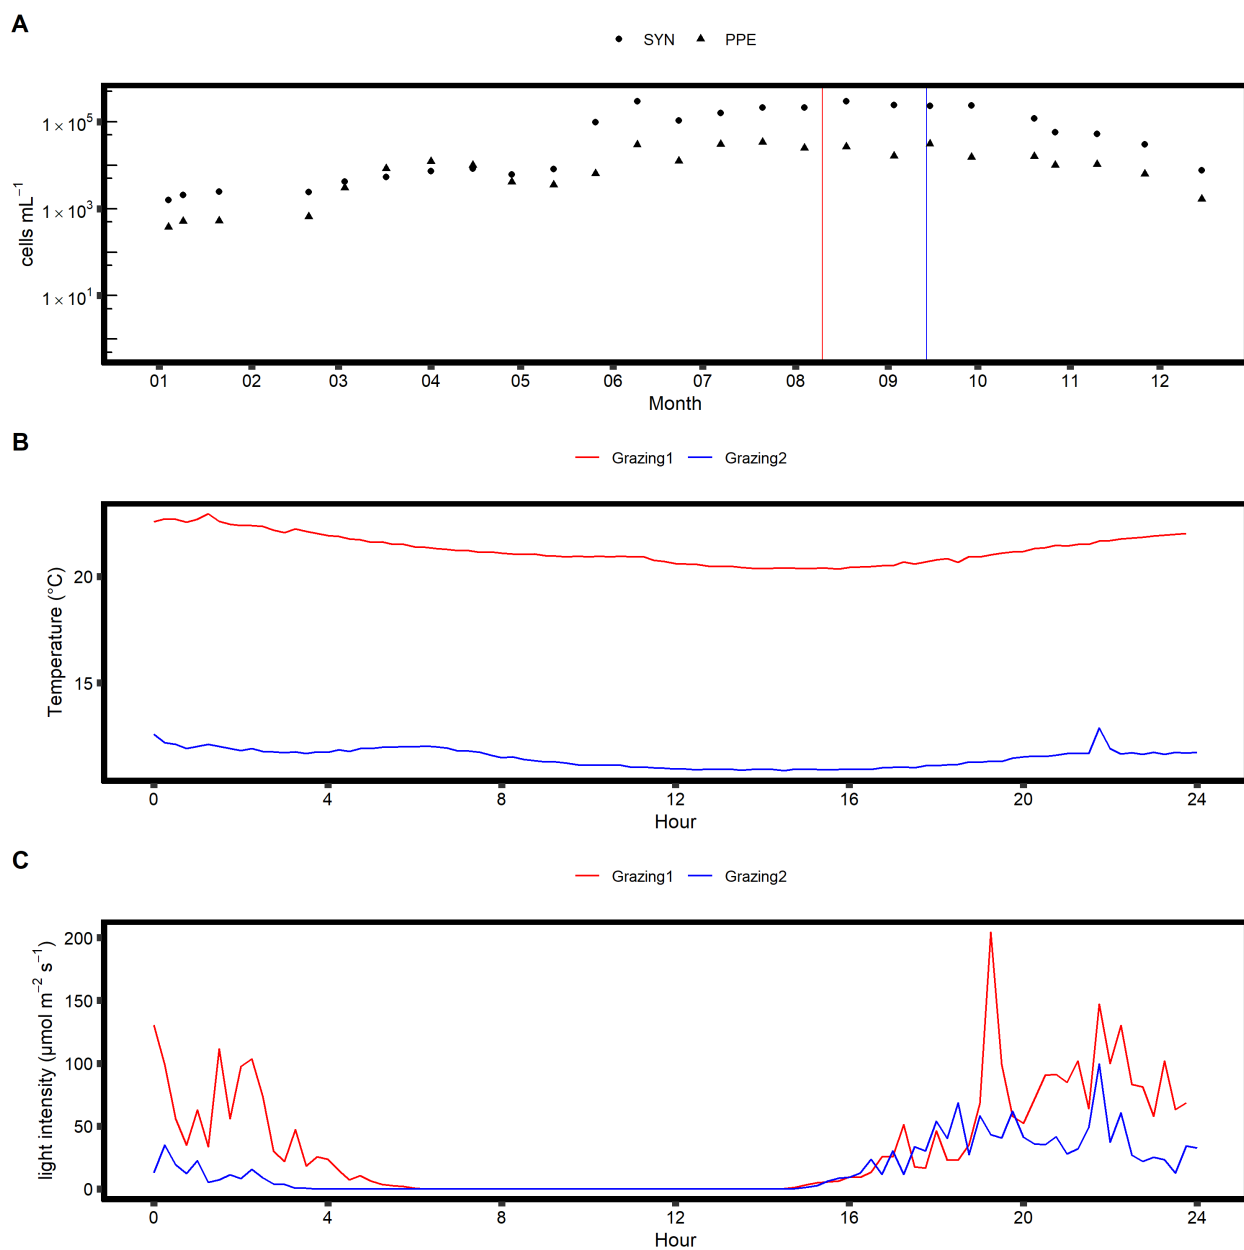 A
SYN PPE
1 × 10⁵
1 × 10³
1 × 10¹
cells mL⁻¹
01 02 03 04 05 06 07 08 09 10 11 12
Month
B
Grazing1 Grazing2
20
15
Temperature (°C)
0 4 8 12 16 20 24
Hour
C
Grazing1 Grazing2
200
150
100
50
0
light intensity (μmol m⁻² s⁻¹)
0 4 8 12 16 20 24
Hour